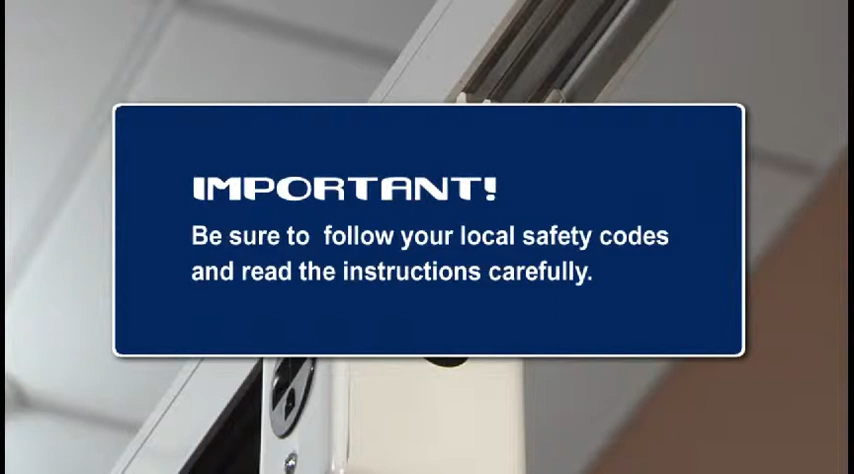 IMPORTANT!
Be sure to  follow your local safety codes
and read the instructions carefully.